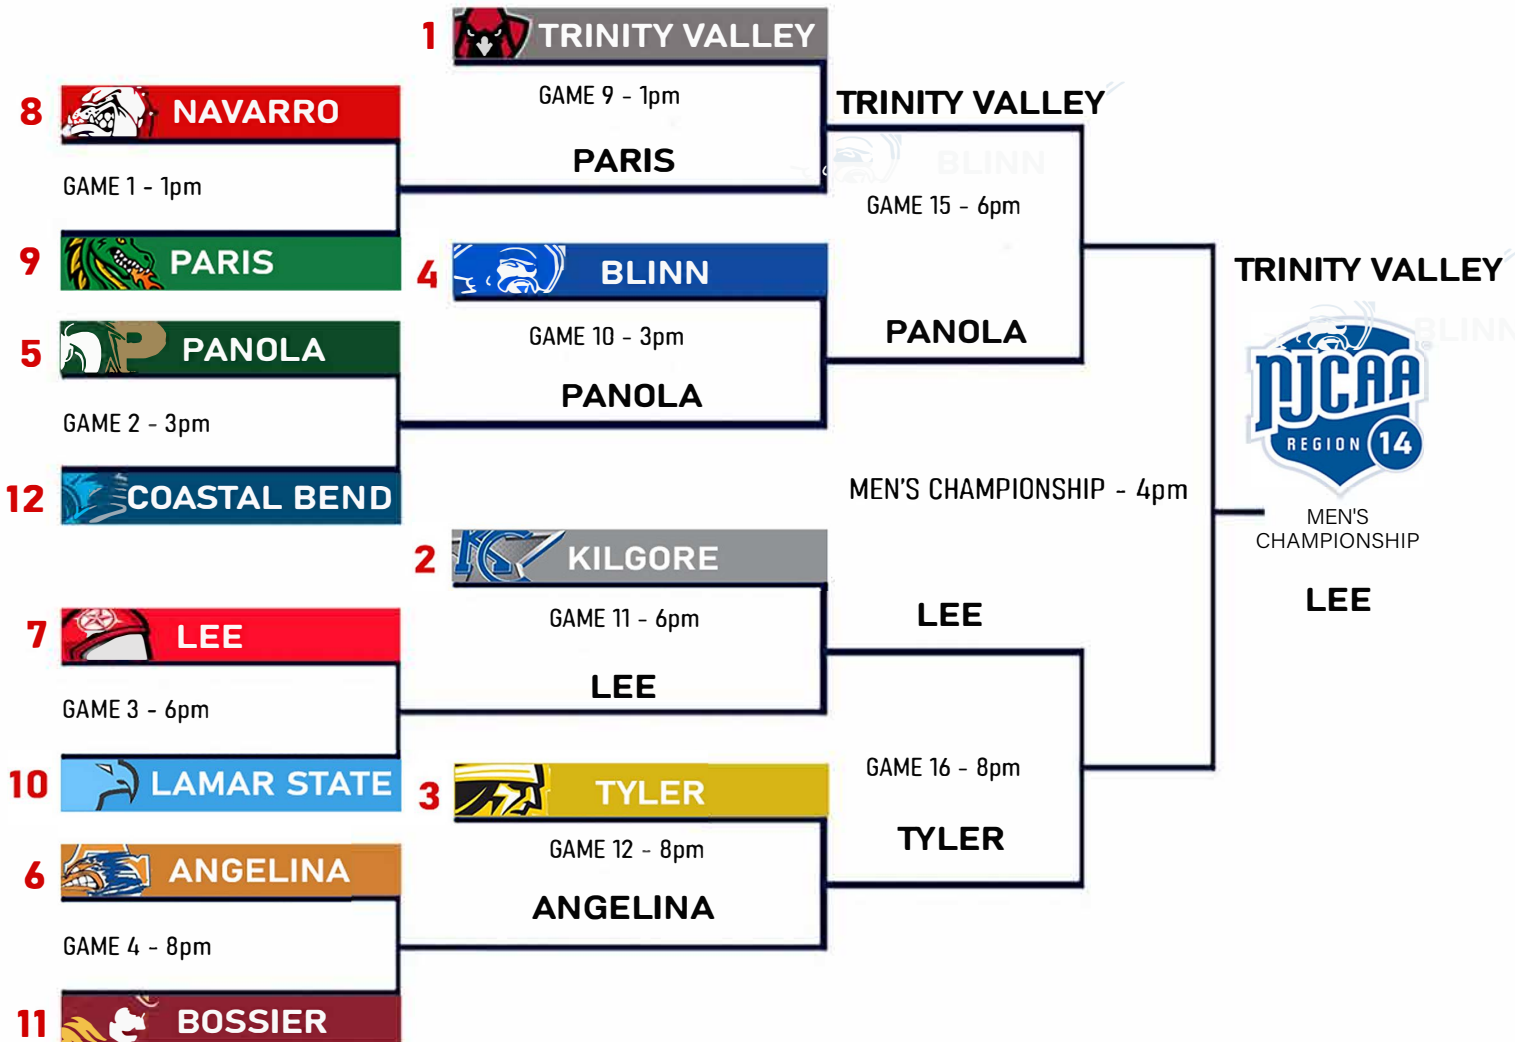 1 TRINITY VALLEY
GAME 9 - 1pm
PARIS
8 NAVARRO
GAME 1 - 1pm
9 PARIS
5 PANOLA
GAME 2 - 3pm
12 COASTAL BEND
4 BLINN
GAME 10 - 3pm
PANOLA
TRINITY VALLEY
BLINN
GAME 15 - 6pm
PANOLA
7 LEE
GAME 3 - 6pm
10 LAMAR STATE
6 ANGELINA
GAME 4 - 8pm
11 BOSSIER
2 KILGORE
GAME 11 - 6pm
LEE
3 TYLER
GAME 12 - 8pm
ANGELINA
LEE
GAME 16 - 8pm
TYLER
MEN'S CHAMPIONSHIP - 4pm
TRINITY VALLEY
BLINN
NJCAA
REGION 14
MEN'S
CHAMPIONSHIP
LEE
P
KC